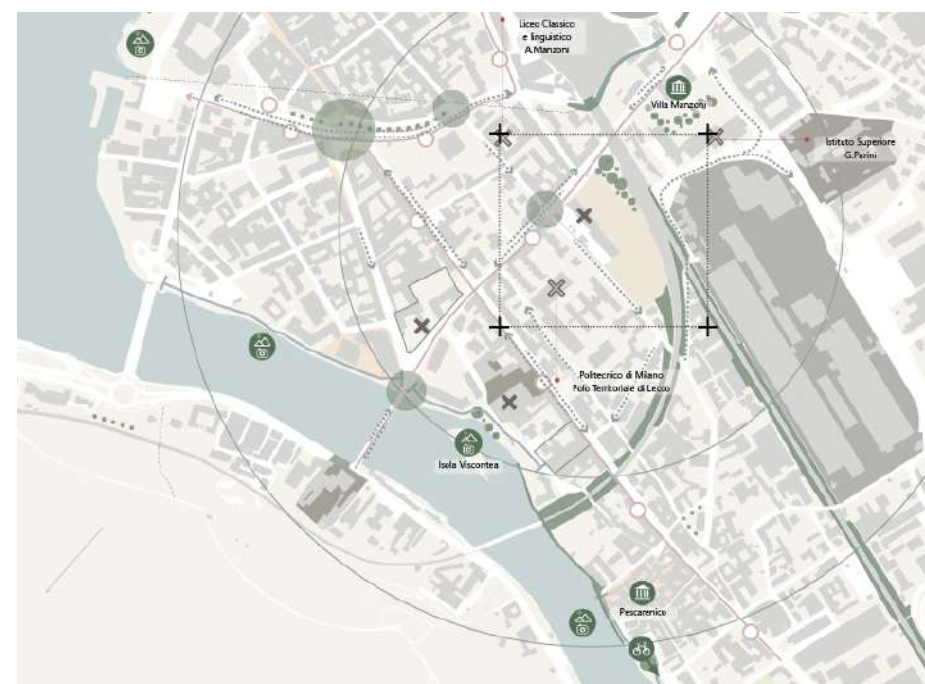 Liceo Classico
e linguistico
A.Manzoni
Villa Manzoni
Istituto Superiore
G.Parini
Politecnico di Milano
Polo Territoriale di Lecco
Isola Viscontea
Pescarenico